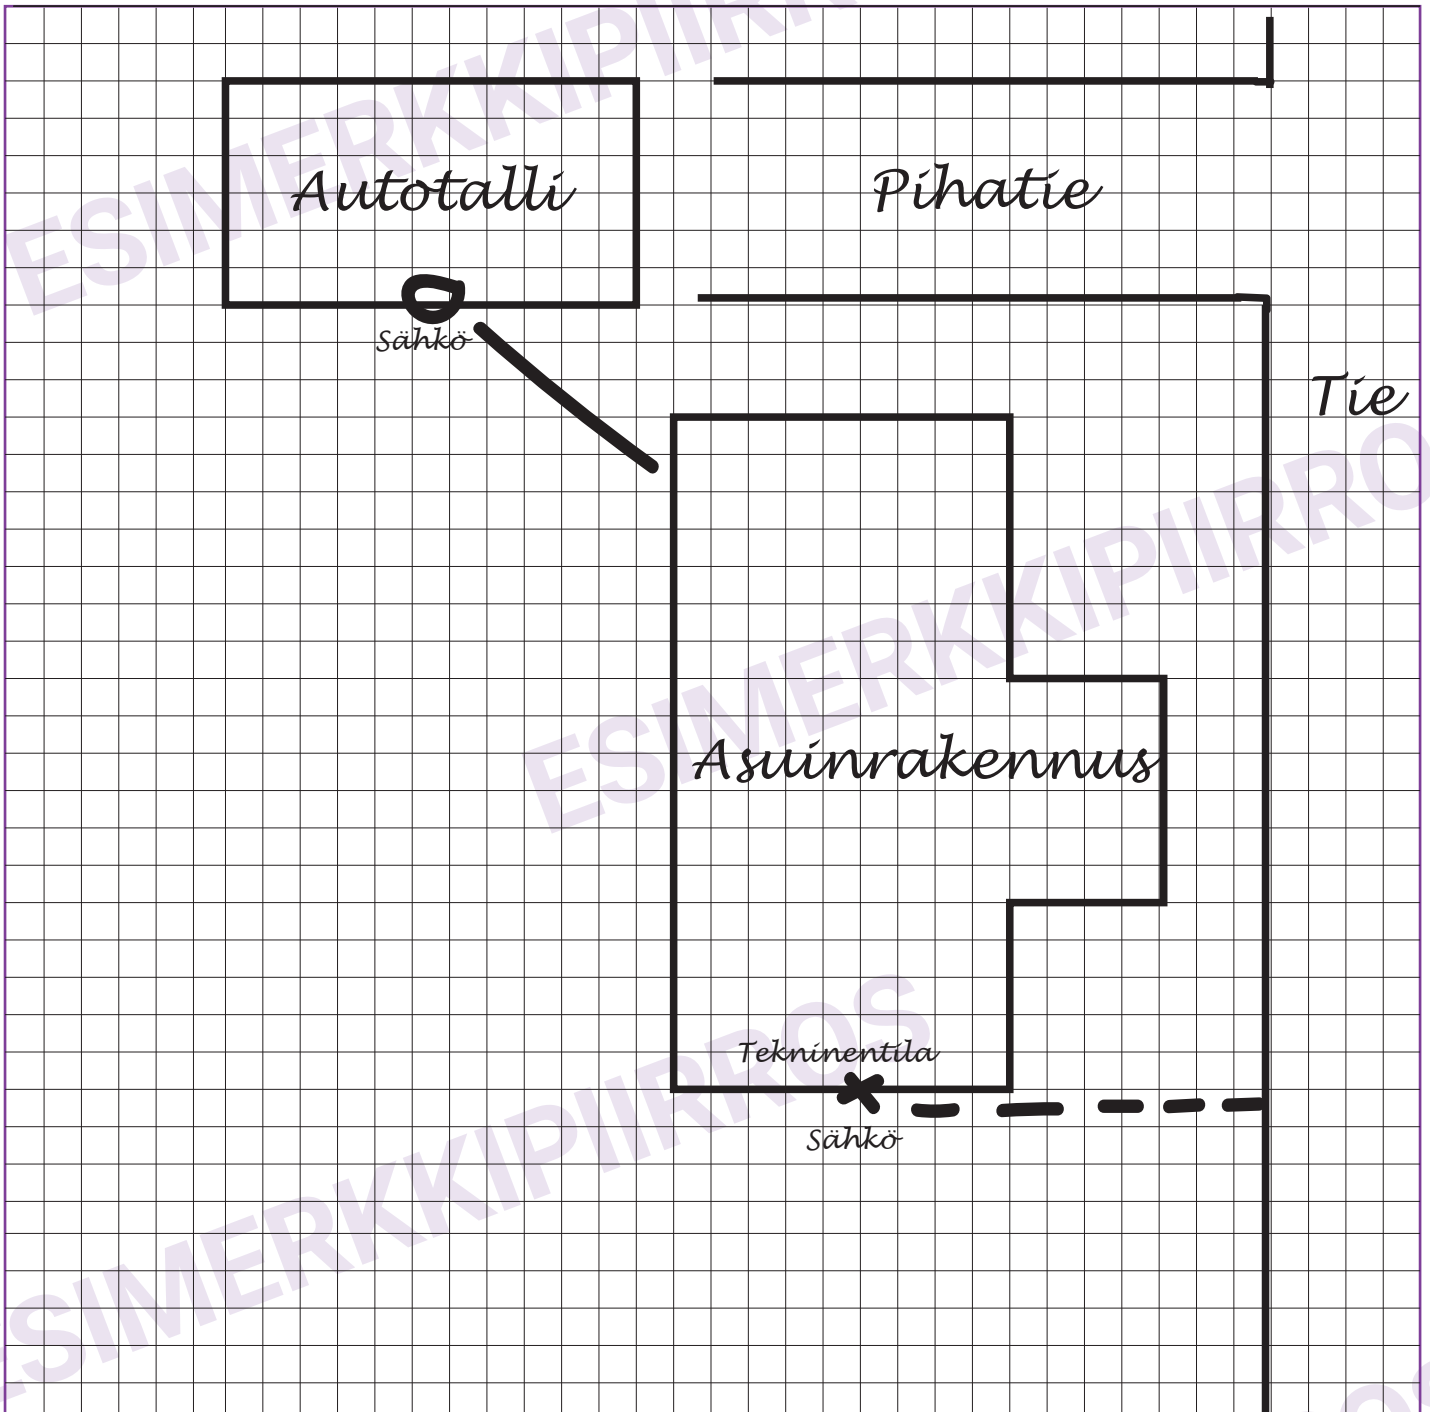 ESIMERKKIPIIRROS
Autotalli
Pihatie
Sähkö
Tie
ESIMERKKIPIIRROS
Asuinrakennus
ESIMERKKIPIIRROS
Tekninentila
Sähkö